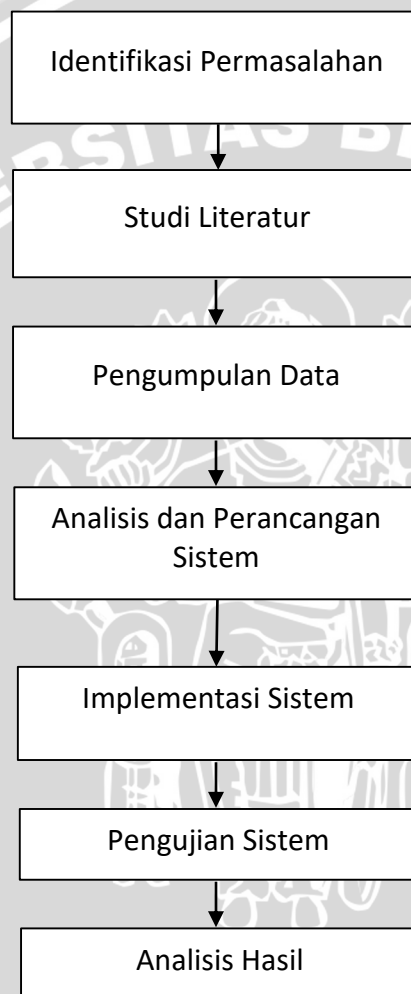 Identifikasi Permasalahan
Studi Literatur
Pengumpulan Data
Analisis dan Perancangan
Sistem
Implementasi Sistem
Pengujian Sistem
Analisis Hasil